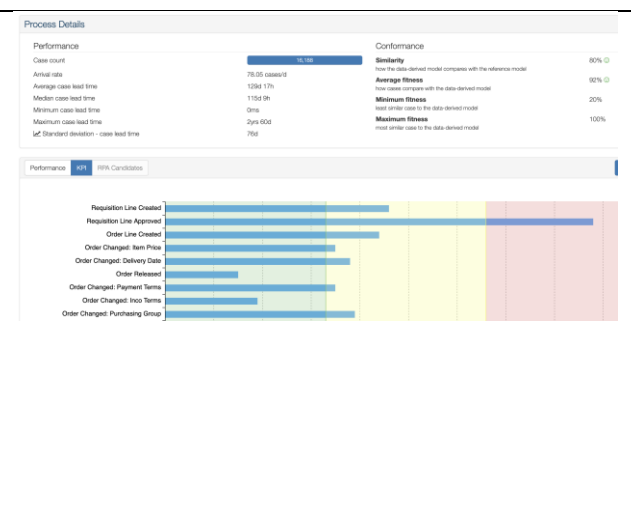 Process Details
Performance
Case count 16,188
Arrival rate 78.05 cases/d
Average case lead time 129d 17h
Median case lead time 115d 9h
Minimum case lead time 0ms
Maximum case lead time 2yrs 60d
Standard deviation - case lead time 76d
Conformance
Similarity 80%
how the data-derived model compares with the reference model
Average fitness 92%
how cases compare with the data-derived model
Minimum fitness 20%
least similar case to the data-derived model
Maximum fitness 100%
most similar case to the data-derived model
Performance KPI RPA Candidates
Requisition Line Created
Requisition Line Approved
Order Line Created
Order Changed: Item Price
Order Changed: Delivery Date
Order Released
Order Changed: Payment Terms
Order Changed: Inco Terms
Order Changed: Purchasing Group